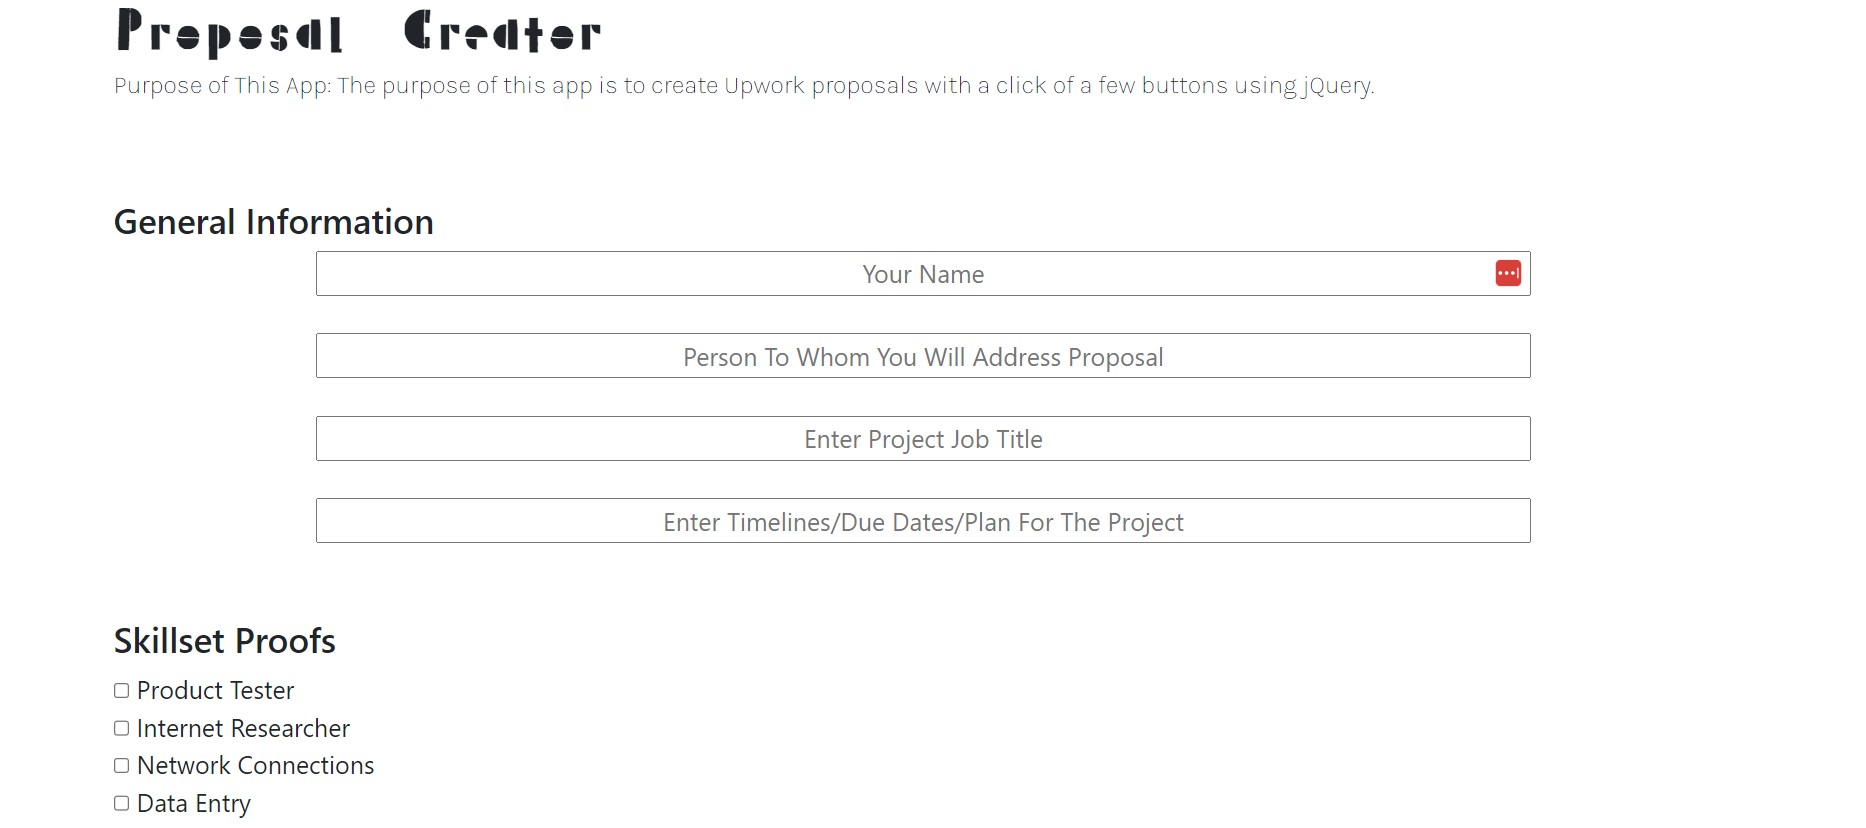 Proposal Creator
Purpose of This App: The purpose of this app is to create Upwork proposals with a click of a few buttons using jQuery.
General Information
Your Name
Person To Whom You Will Address Proposal
Enter Project Job Title
Enter Timelines/Due Dates/Plan For The Project
Skillset Proofs
Product Tester
Internet Researcher
Network Connections
Data Entry